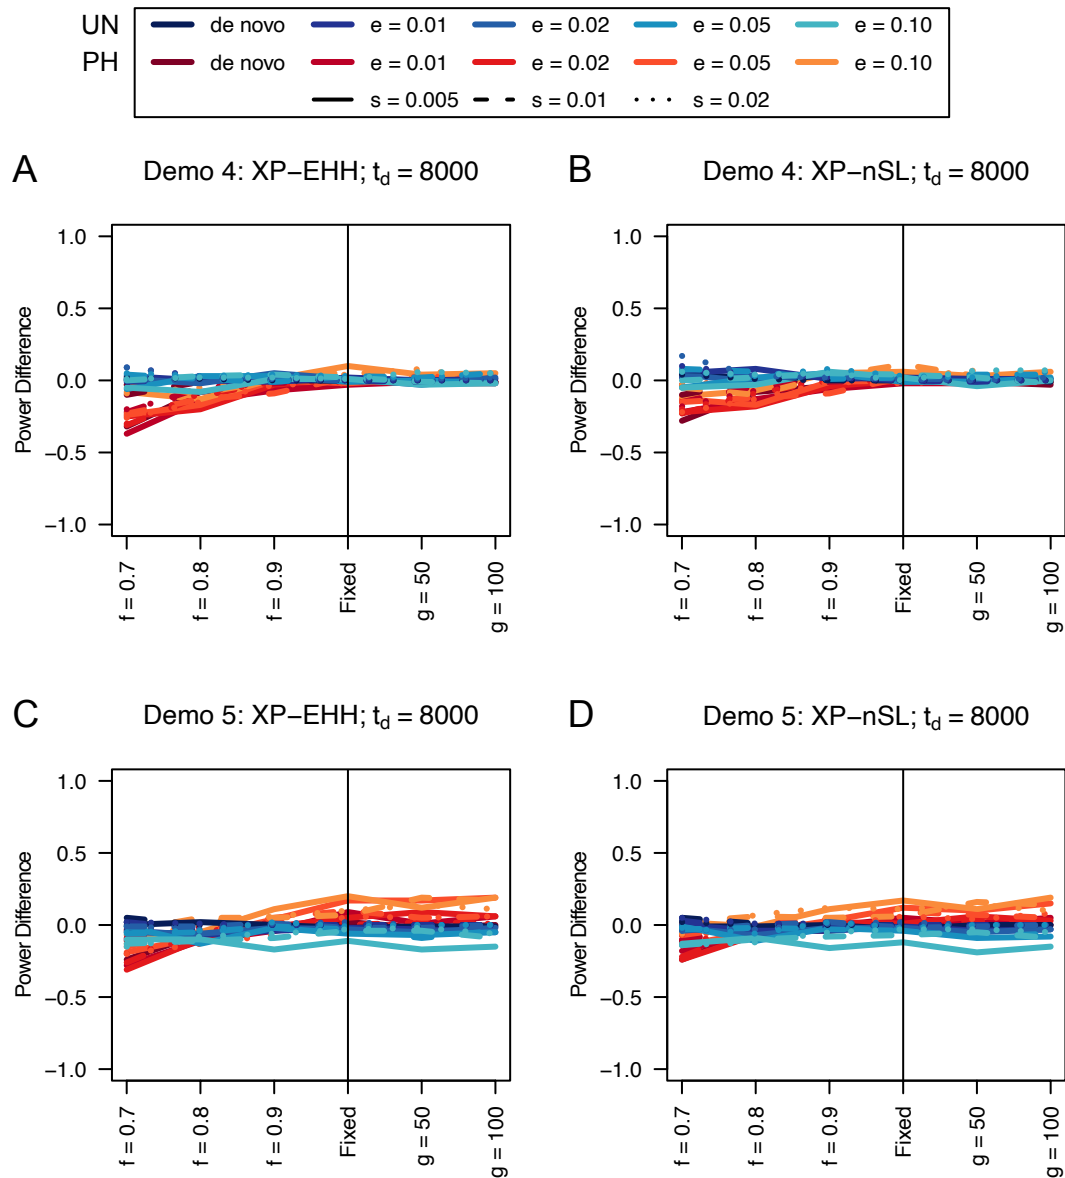 UN de novo e = 0.01 e = 0.02 e = 0.05 e = 0.10
PH de novo e = 0.01 e = 0.02 e = 0.05 e = 0.10
s = 0.005 s = 0.01 s = 0.02
A Demo 4: XP−EHH; td = 8000
Power Difference
1.0
0.5
0.0
−0.5
−1.0
f = 0.7
f = 0.8
f = 0.9
Fixed
g = 50
g = 100
B Demo 4: XP−nSL; td = 8000
Power Difference
1.0
0.5
0.0
−0.5
−1.0
f = 0.7
f = 0.8
f = 0.9
Fixed
g = 50
g = 100
C Demo 5: XP−EHH; td = 8000
Power Difference
1.0
0.5
0.0
−0.5
−1.0
f = 0.7
f = 0.8
f = 0.9
Fixed
g = 50
g = 100
D Demo 5: XP−nSL; td = 8000
Power Difference
1.0
0.5
0.0
−0.5
−1.0
f = 0.7
f = 0.8
f = 0.9
Fixed
g = 50
g = 100